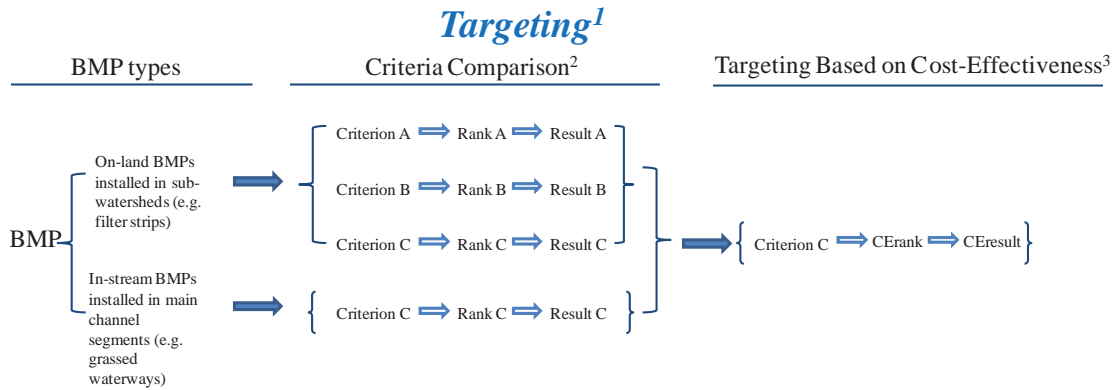 Targeting¹
BMP types
Criteria Comparison²
Targeting Based on Cost-Effectiveness³
BMP
On-land BMPs
installed in sub-
watersheds (e.g.
filter strips)
Criterion A Rank A Result A
Criterion B Rank B Result B
Criterion C Rank C Result C
In-stream BMPs
installed in main
channel
segments (e.g.
grassed
waterways)
Criterion C Rank C Result C
Criterion C CErank CEresult